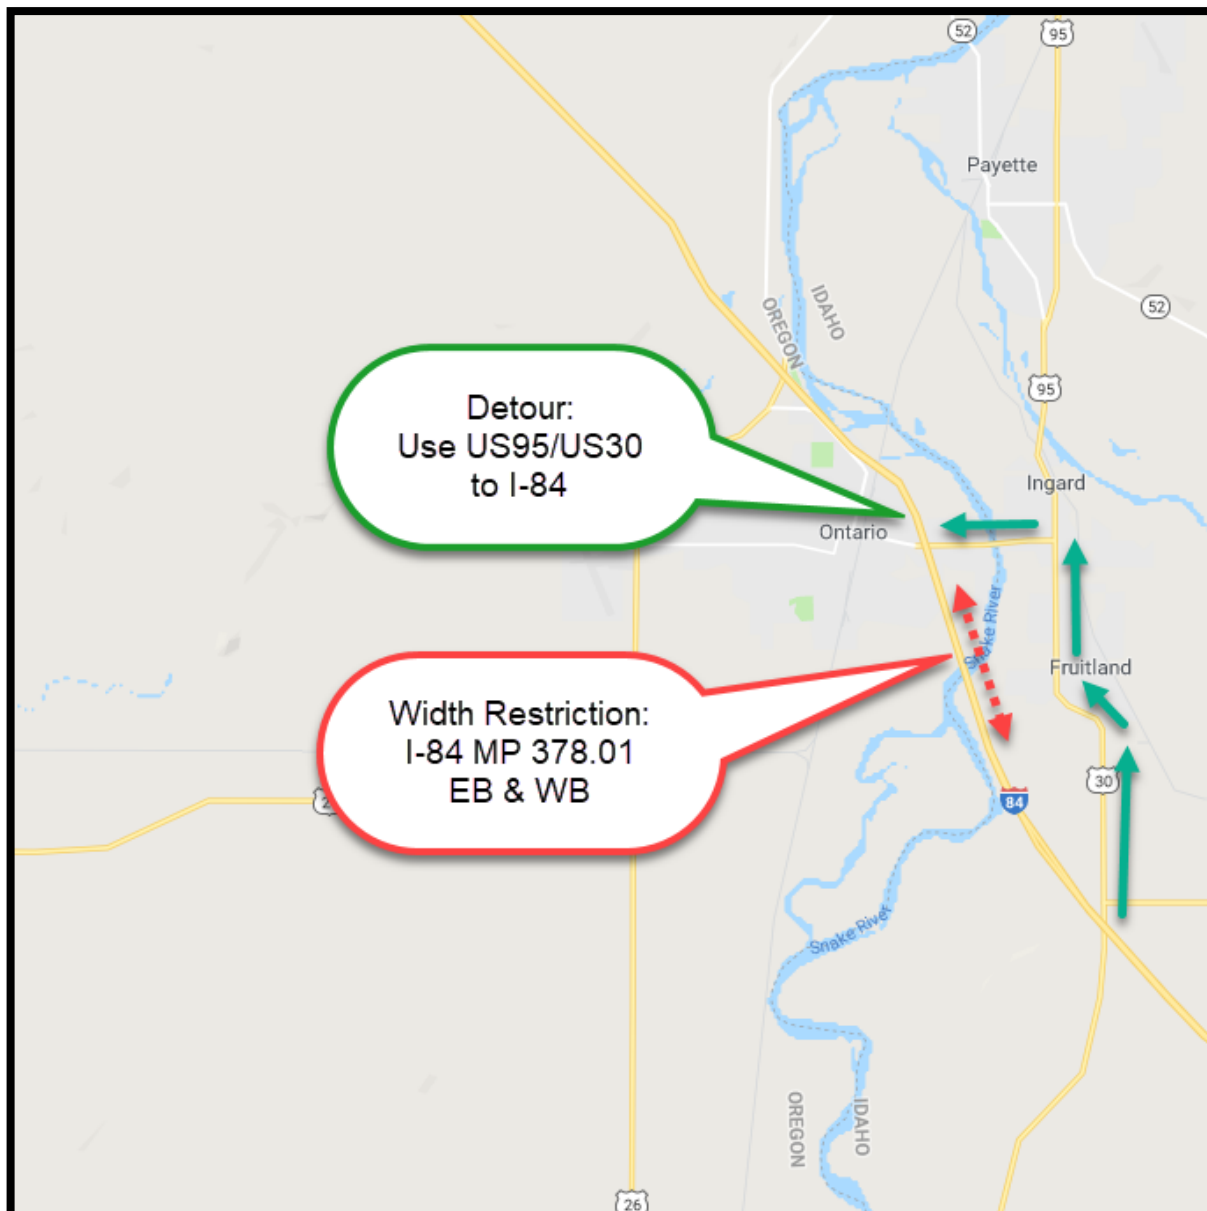 52
95
Payette
IDAHO
OREGON
52
95
Detour:
Use US95/US30
to I-84
Ingard
Ontario
Snake River
Fruitland
Width Restriction:
I-84 MP 378.01
EB & WB
30
84
Snake River
OREGON
IDAHO
26